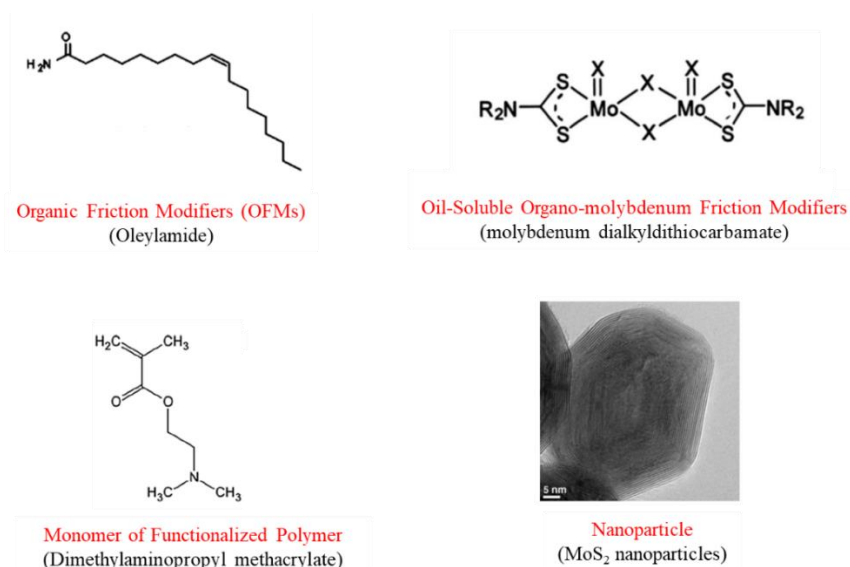 O
H₂N
Organic Friction Modifiers (OFMs)
(Oleylamide)
X X
S X S
R₂N Mo Mo NR₂
S X S
Oil-Soluble Organo-molybdenum Friction Modifiers
(molybdenum dialkyldithiocarbamate)
H₂C CH₃
O O
N
H₃C CH₃
Monomer of Functionalized Polymer
(Dimethylaminopropyl methacrylate)
5 nm
Nanoparticle
(MoS₂ nanoparticles)